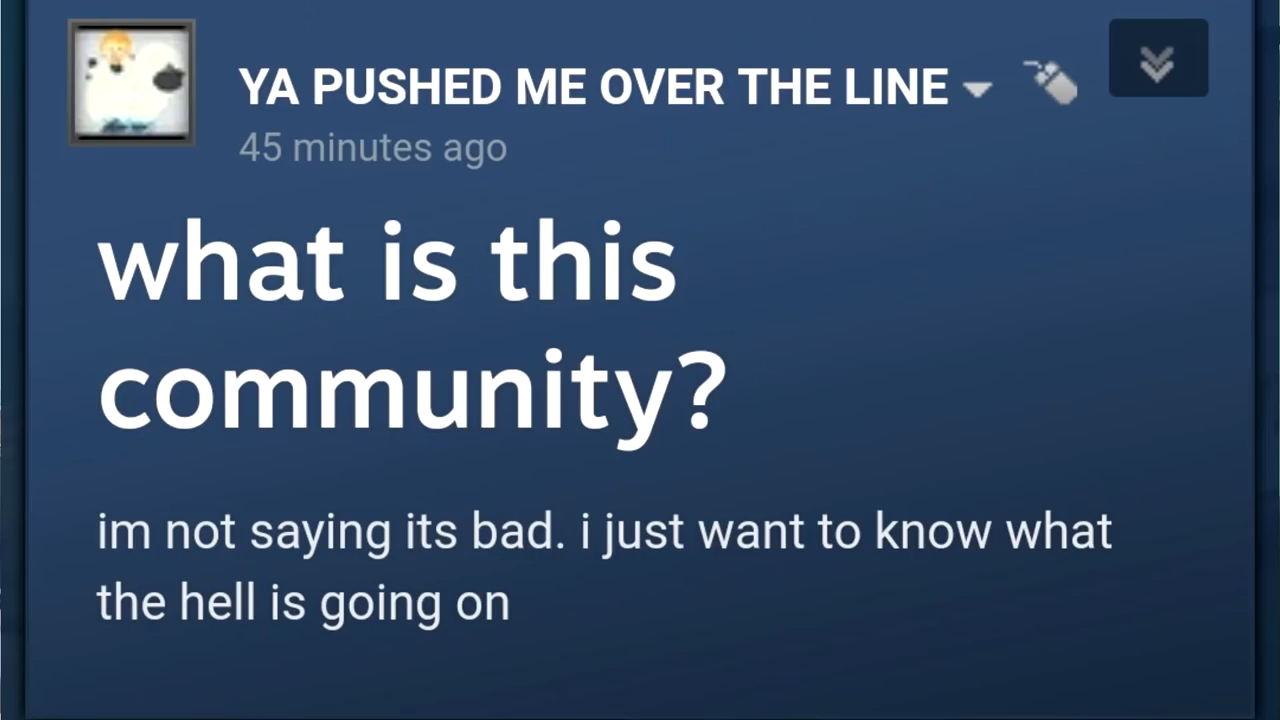 YA PUSHED ME OVER THE LINE
45 minutes ago
what is this
community?
im not saying its bad. i just want to know what
the hell is going on